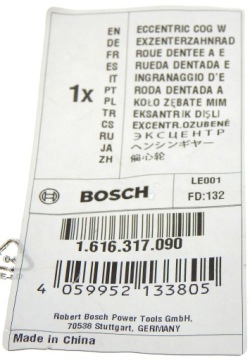 EN ECCENTRIC COG W
DE EXZENTERZAHNRAD
FR ROUE DENTEE A E
ES RUEDA DENTADA E
IT INGRANAGGIO D'E
1x PT RODA DENTADA A
PL KOŁO ZĘBATE MIM
TR EKSANTRIK DİŞLİ
CS EXCENTR.OZUBENÉ
RU ЭКСЦЕНТР
JA ヘンシンギヤー
ZH 偏心轮
BOSCH
LE001
FD:132
1.616.317.090
4 059952 133805
Robert Bosch Power Tools GmbH,
70538 Stuttgart, GERMANY
Made in China